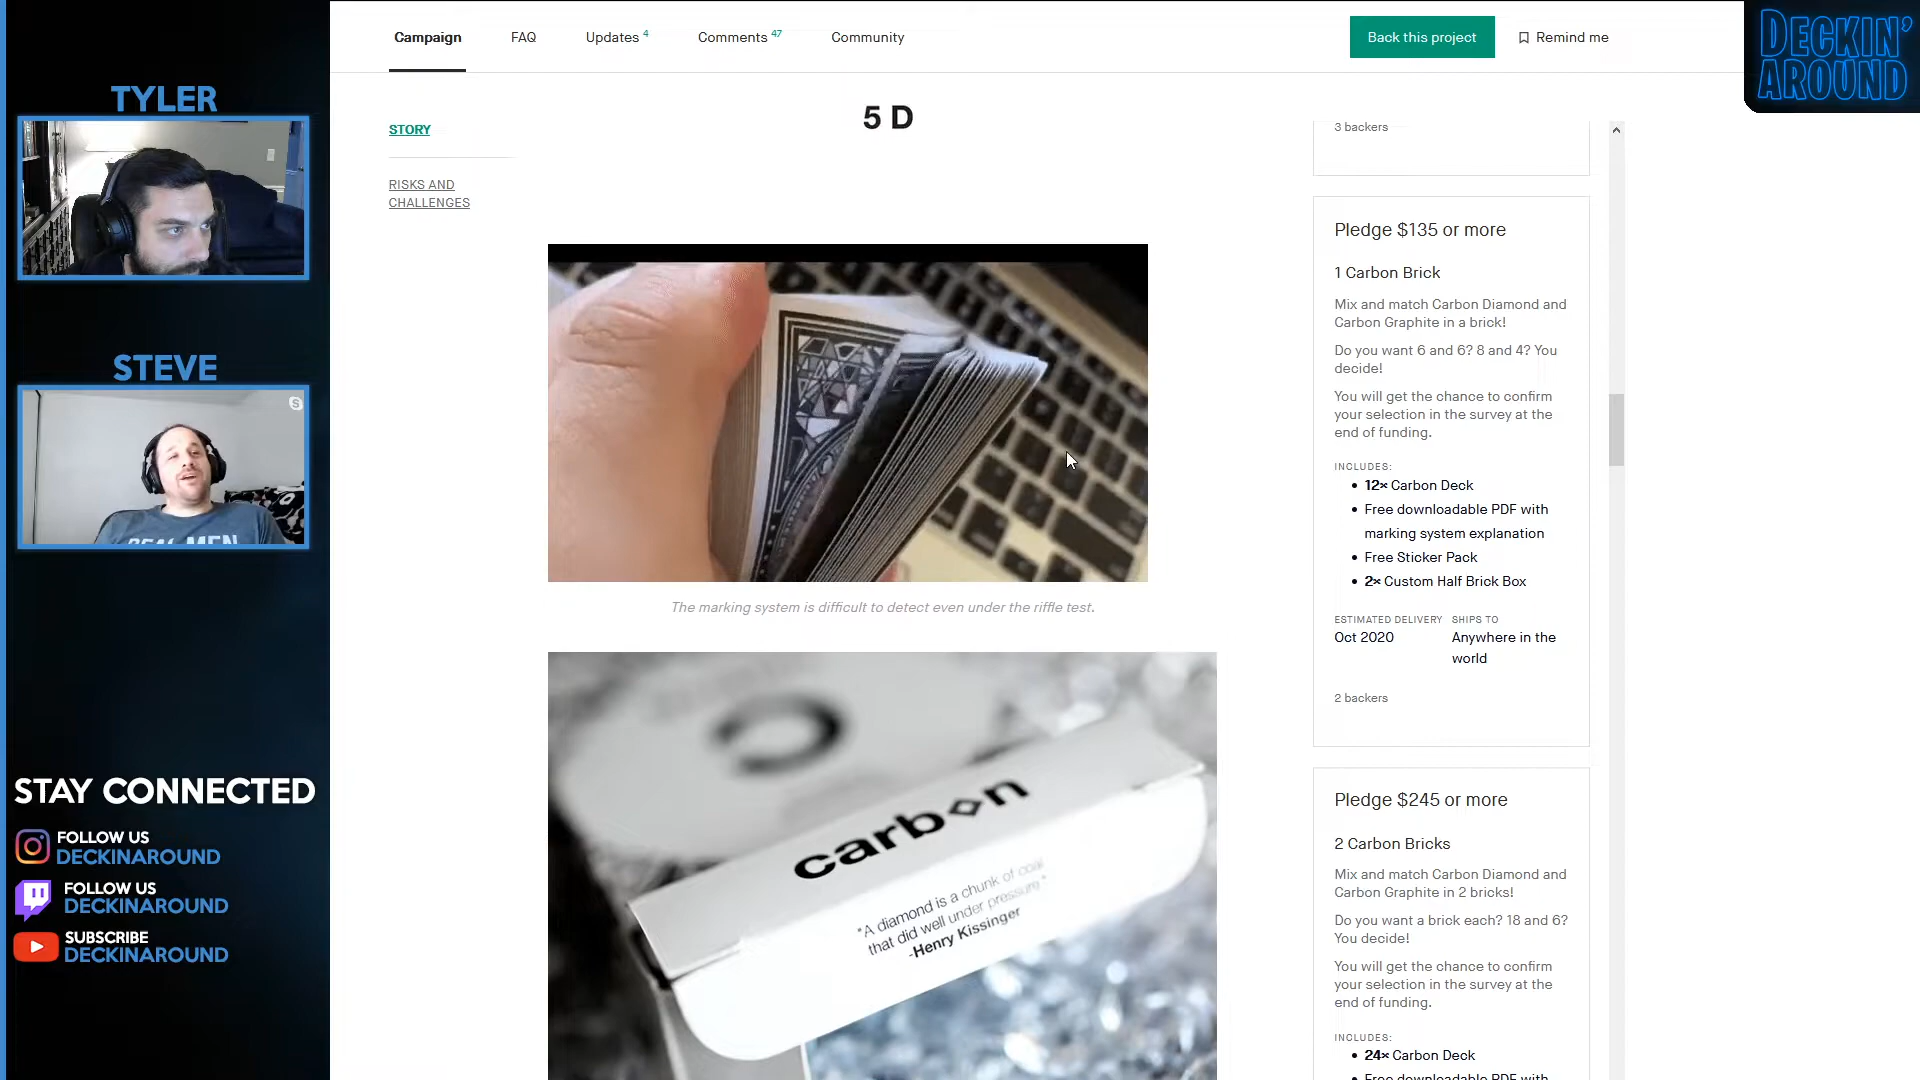 TYLER
STEVE
REAL MEN
STAY CONNECTED
FOLLOW US
DECKINAROUND
FOLLOW US
DECKINAROUND
SUBSCRIBE
DECKINAROUND
Campaign
FAQ
Updates 4
Comments 47
Community
Back this project
Remind me
DECKIN'
AROUND
STORY
RISKS AND
CHALLENGES
5 D
The marking system is difficult to detect even under the riffle test.
carbon
"A diamond is a chunk of coal
that did well under pressure."
-Henry Kissinger
3 backers
Pledge $135 or more
1 Carbon Brick
Mix and match Carbon Diamond and
Carbon Graphite in a brick!
Do you want 6 and 6? 8 and 4? You
decide!
You will get the chance to confirm
your selection in the survey at the
end of funding.
INCLUDES:
• 12× Carbon Deck
• Free downloadable PDF with
marking system explanation
• Free Sticker Pack
• 2× Custom Half Brick Box
ESTIMATED DELIVERY
Oct 2020
SHIPS TO
Anywhere in the
world
2 backers
Pledge $245 or more
2 Carbon Bricks
Mix and match Carbon Diamond and
Carbon Graphite in 2 bricks!
Do you want a brick each? 18 and 6?
You decide!
You will get the chance to confirm
your selection in the survey at the
end of funding.
INCLUDES:
• 24× Carbon Deck
• Free downloadable PDF with